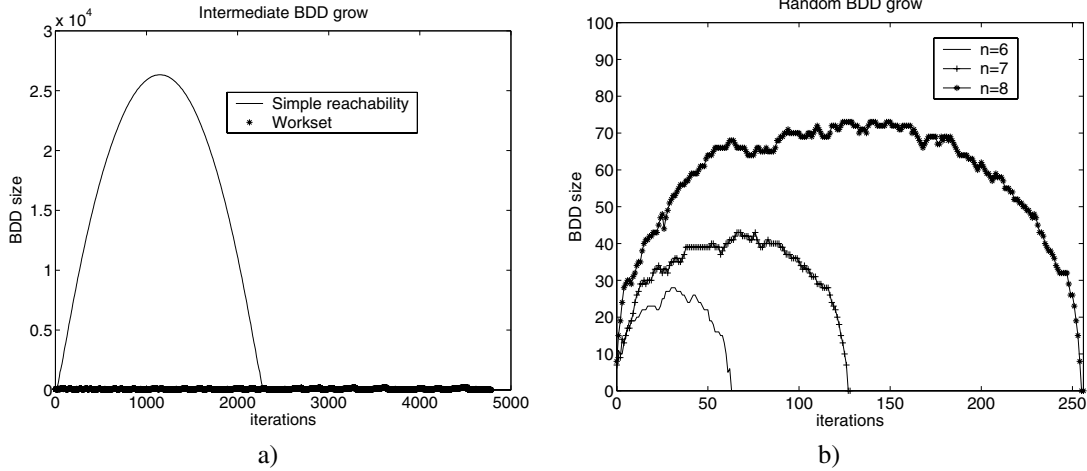 Intermediate BDD grow
x 10⁴
3
2.5
2
1.5
1
0.5
0
BDD size
0 1000 2000 3000 4000 5000
iterations
Simple reachability
Workset
a)
Random BDD grow
100
90
80
70
60
50
40
30
20
10
0
BDD size
0 50 100 150 200 250
iterations
n=6
n=7
n=8
b)